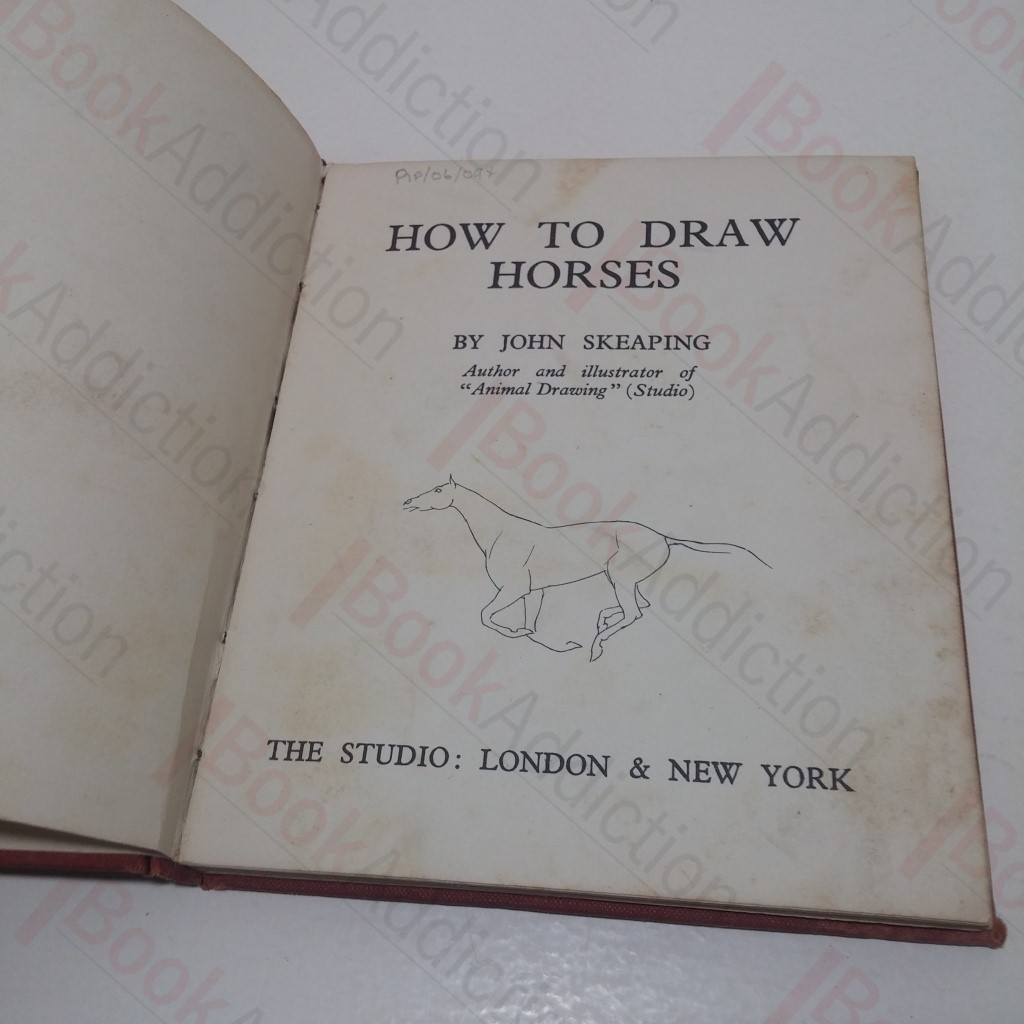 HOW TO DRAW
HORSES
BY JOHN SKEAPING
Author and illustrator of
“Animal Drawing” (Studio)
THE STUDIO: LONDON & NEW YORK
BookAddiction